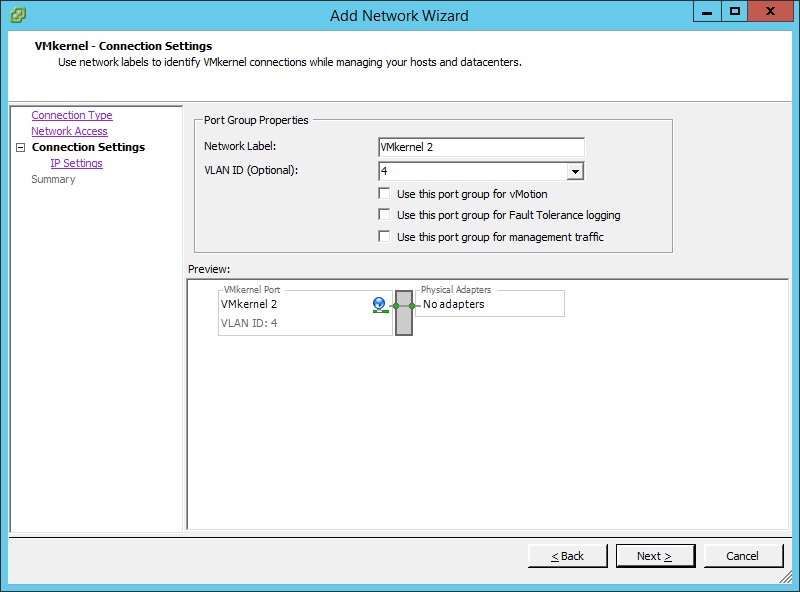 Add Network Wizard
VMkernel - Connection Settings
Use network labels to identify VMkernel connections while managing your hosts and datacenters.
Connection Type
Network Access
Connection Settings
IP Settings
Summary
Port Group Properties
Network Label:
VMkernel 2
VLAN ID (Optional):
4
Use this port group for vMotion
Use this port group for Fault Tolerance logging
Use this port group for management traffic
Preview:
VMkernel Port
VMkernel 2
VLAN ID: 4
Physical Adapters
No adapters
< Back
Next >
Cancel